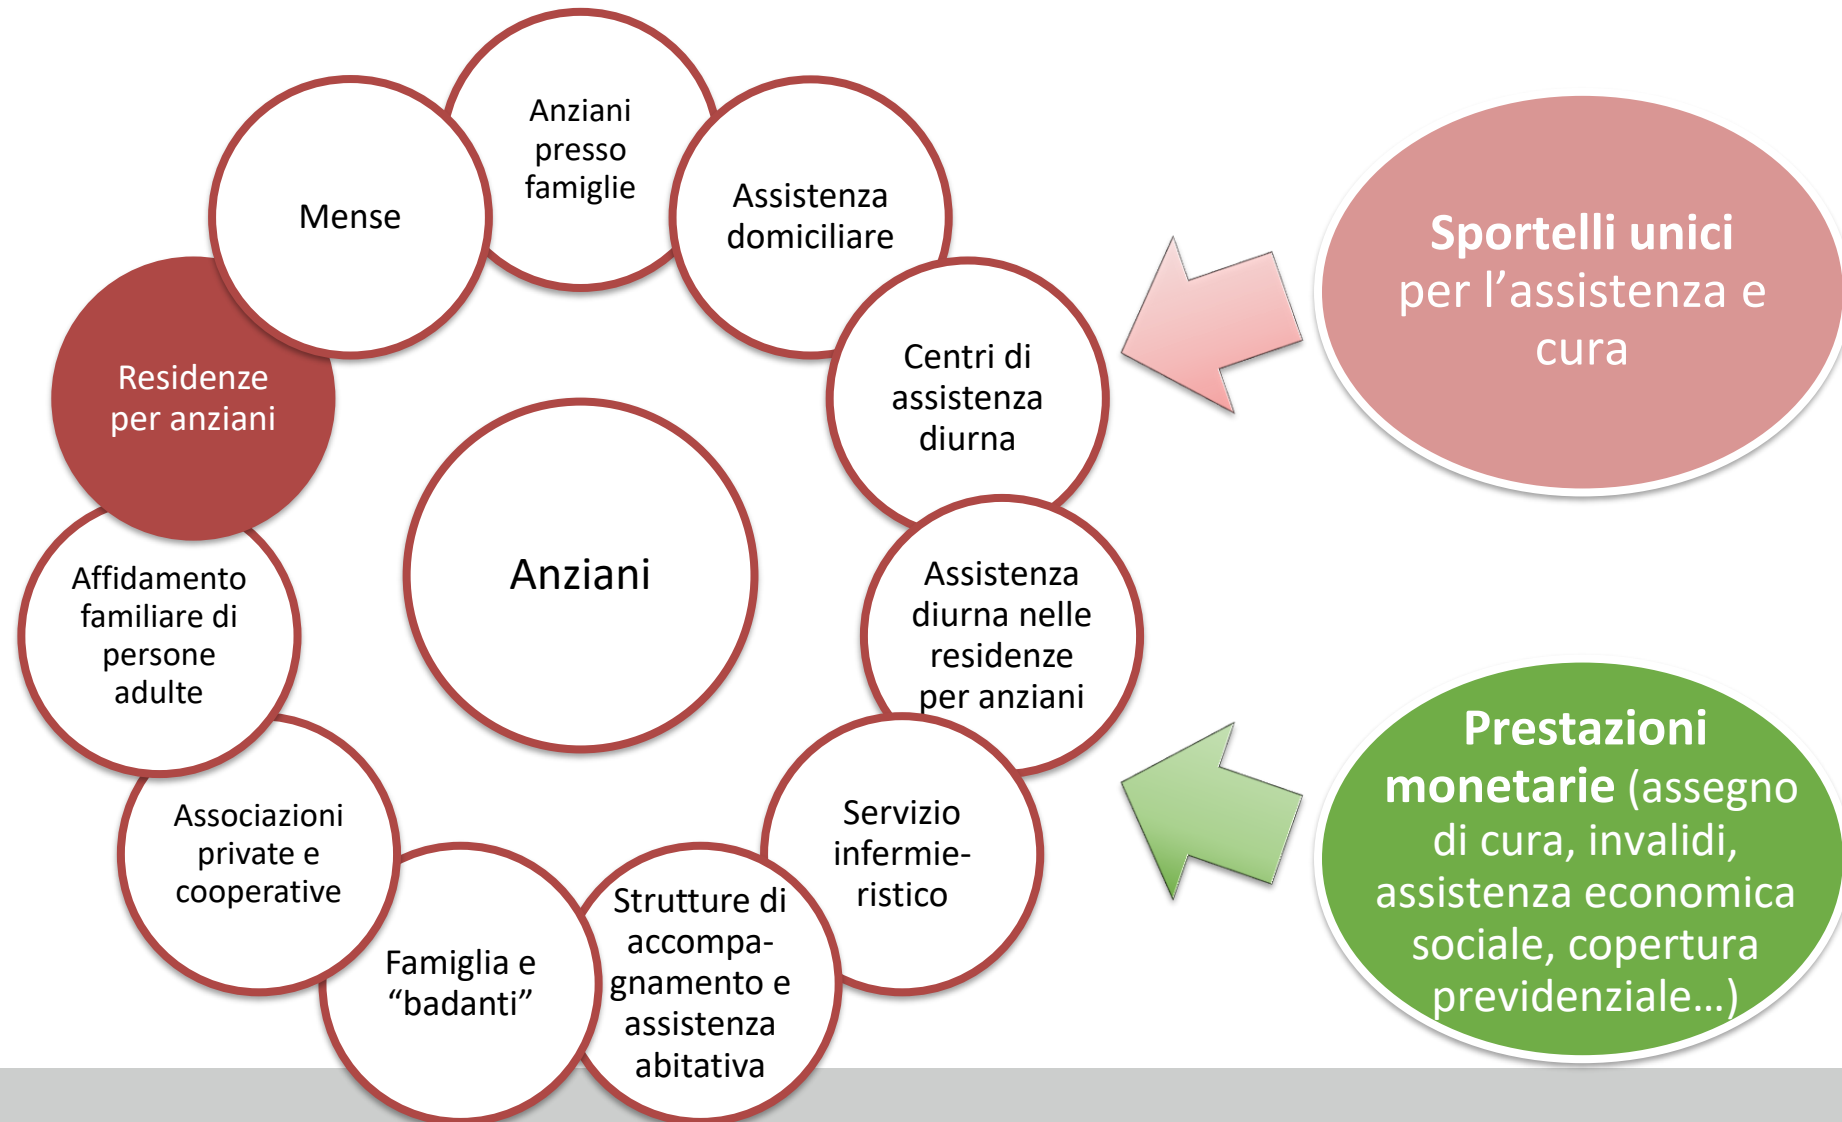 Anziani
presso
famiglie
Mense
Assistenza
domiciliare
Sportelli unici
per l’assistenza e
cura
Centri di
assistenza
diurna
Residenze
per anziani
Anziani
Affidamento
familiare di
persone
adulte
Assistenza
diurna nelle
residenze
per anziani
Prestazioni
monetarie (assegno
di cura, invalidi,
assistenza economica
sociale, copertura
previdenziale…)
Associazioni
private e
cooperative
Servizio
infermie-
ristico
Famiglia e
“badanti”
Strutture di
accompa-
gnamento e
assistenza
abitativa